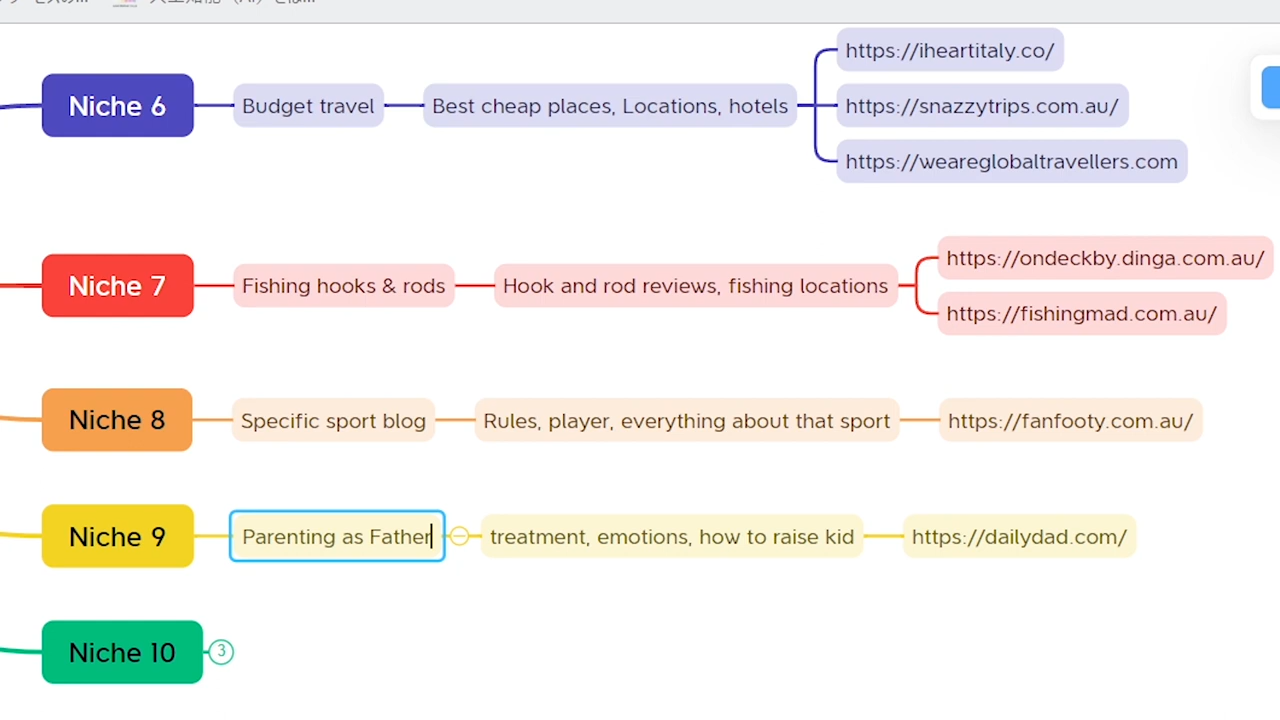 https://iheartitaly.co/
Niche 6
Budget travel
Best cheap places, Locations, hotels
https://snazzytrips.com.au/
https://weareglobaltravellers.com
https://ondeckby.dinga.com.au/
Niche 7
Fishing hooks & rods
Hook and rod reviews, fishing locations
https://fishingmad.com.au/
Niche 8
Specific sport blog
Rules, player, everything about that sport
https://fanfooty.com.au/
Niche 9
Parenting as Father
treatment, emotions, how to raise kid
https://dailydad.com/
Niche 10
3